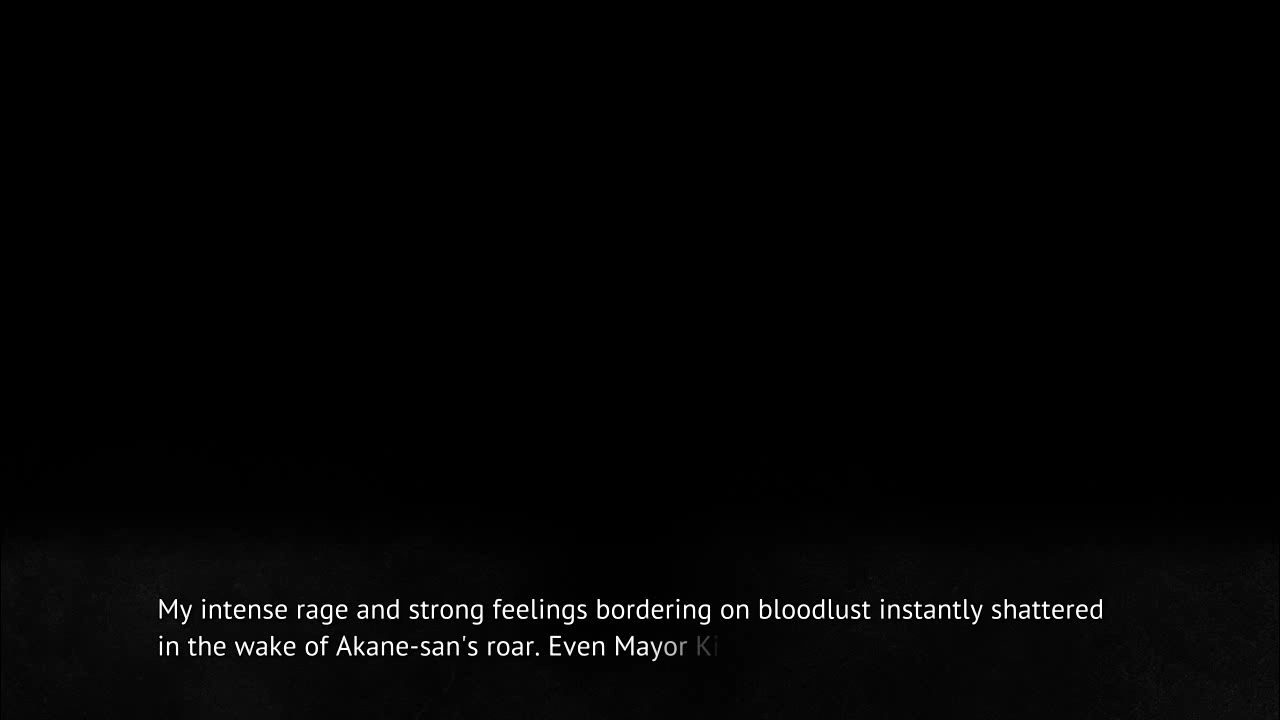 My intense rage and strong feelings bordering on bloodlust instantly shattered
in the wake of Akane-san's roar. Even Mayor Ki